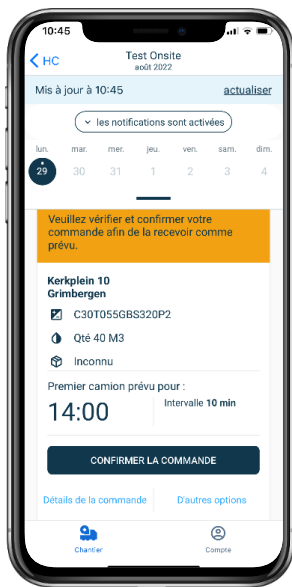 10:45
HC
Test Onsite
août 2022
Mis à jour à 10:45 actualiser
les notifications sont activées
lun. mar. mer. jeu. ven. sam. dim.
29 30 31 1 2 3 4
Veuillez vérifier et confirmer votre
commande afin de la recevoir comme
prévu.
Kerkplein 10
Grimbergen
C30T055GBS320P2
Qté 40 M3
Inconnu
Premier camion prévu pour :
14:00 Intervalle 10 min
CONFIRMER LA COMMANDE
Détails de la commande D'autres options
Chantier Compte